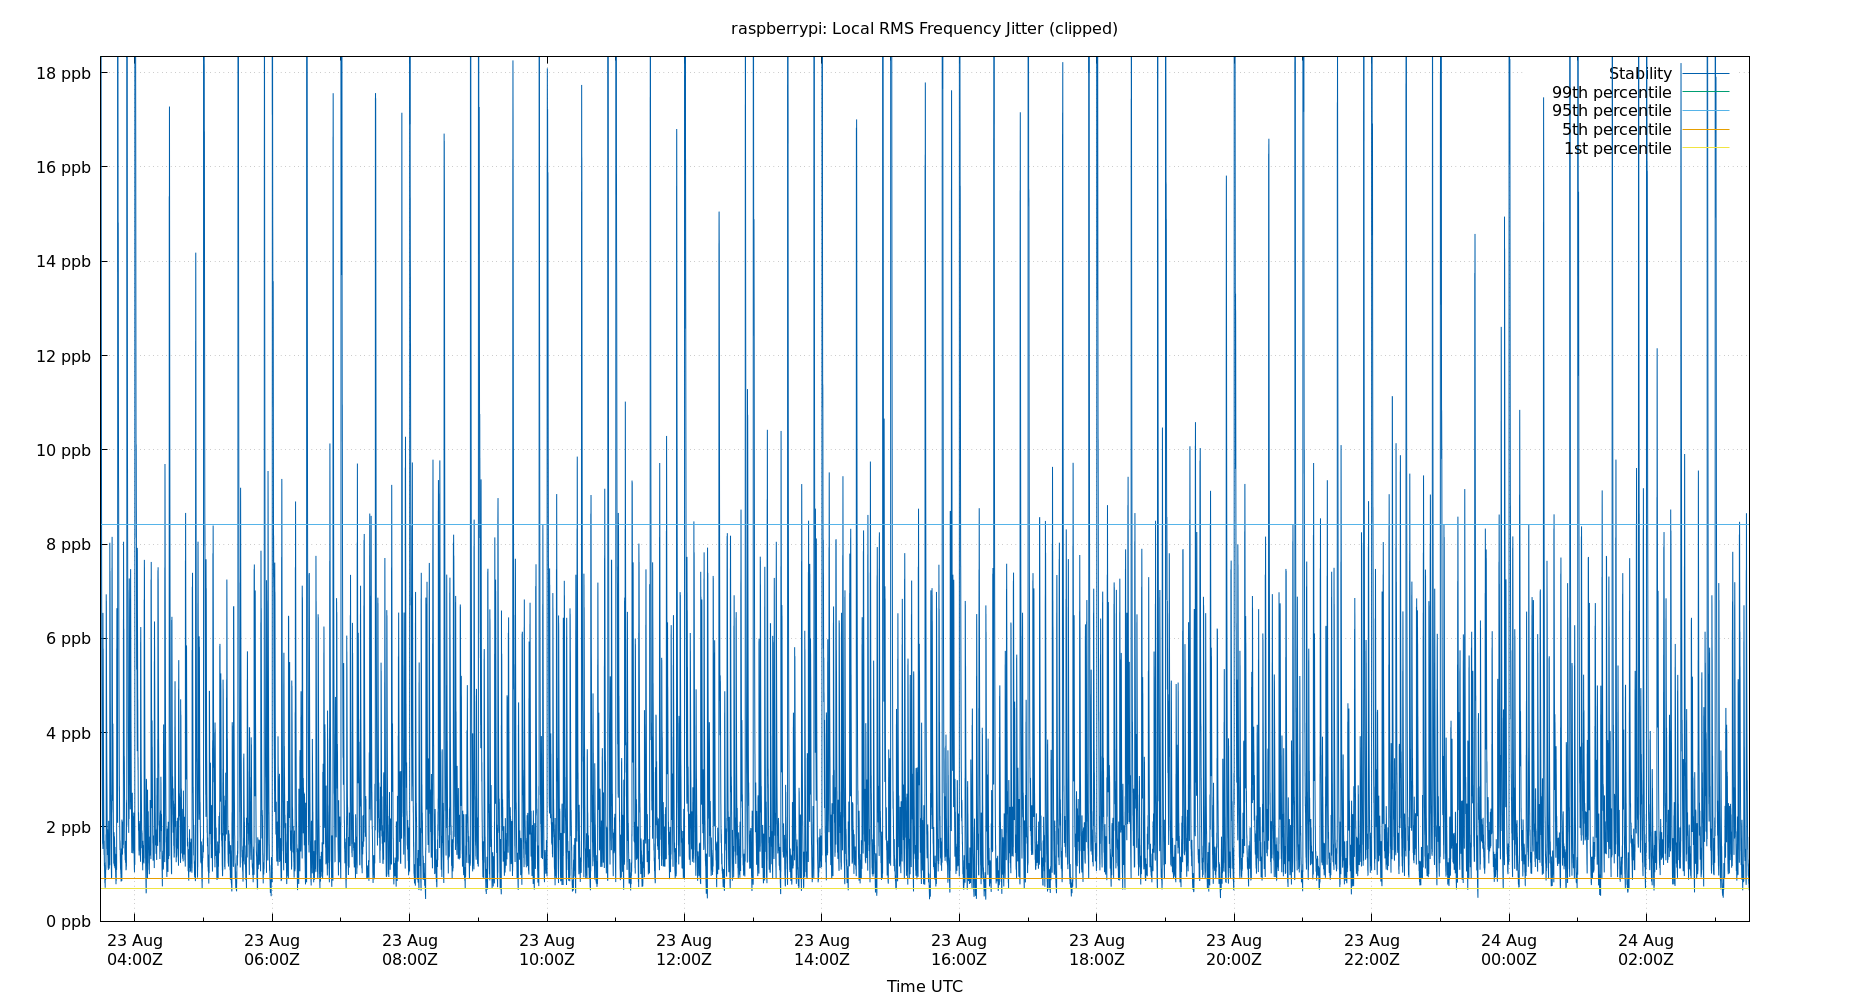 raspberrypi: Local RMS Frequency Jitter (clipped)
18 ppb
16 ppb
14 ppb
12 ppb
10 ppb
8 ppb
6 ppb
4 ppb
2 ppb
0 ppb
Stability
99th percentile
95th percentile
5th percentile
1st percentile
23 Aug 23 Aug 23 Aug 23 Aug 23 Aug 23 Aug 23 Aug 23 Aug 23 Aug 23 Aug 24 Aug 24 Aug
04:00Z 06:00Z 08:00Z 10:00Z 12:00Z 14:00Z 16:00Z 18:00Z 20:00Z 22:00Z 00:00Z 02:00Z
Time UTC